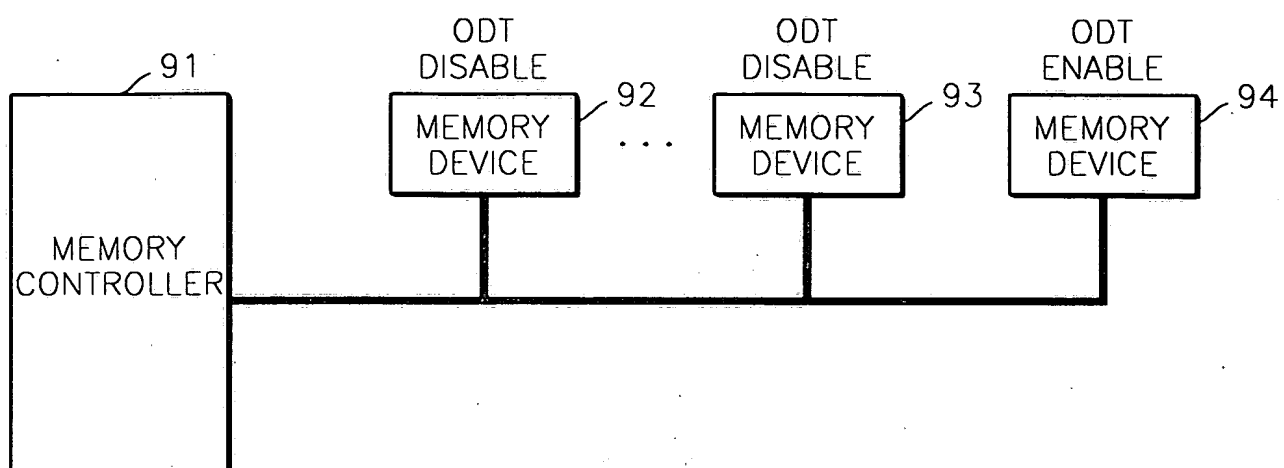 ODT
DISABLE
ODT
DISABLE
ODT
ENABLE
91
92
93
94
MEMORY
DEVICE
. . .
MEMORY
DEVICE
MEMORY
DEVICE
MEMORY
CONTROLLER